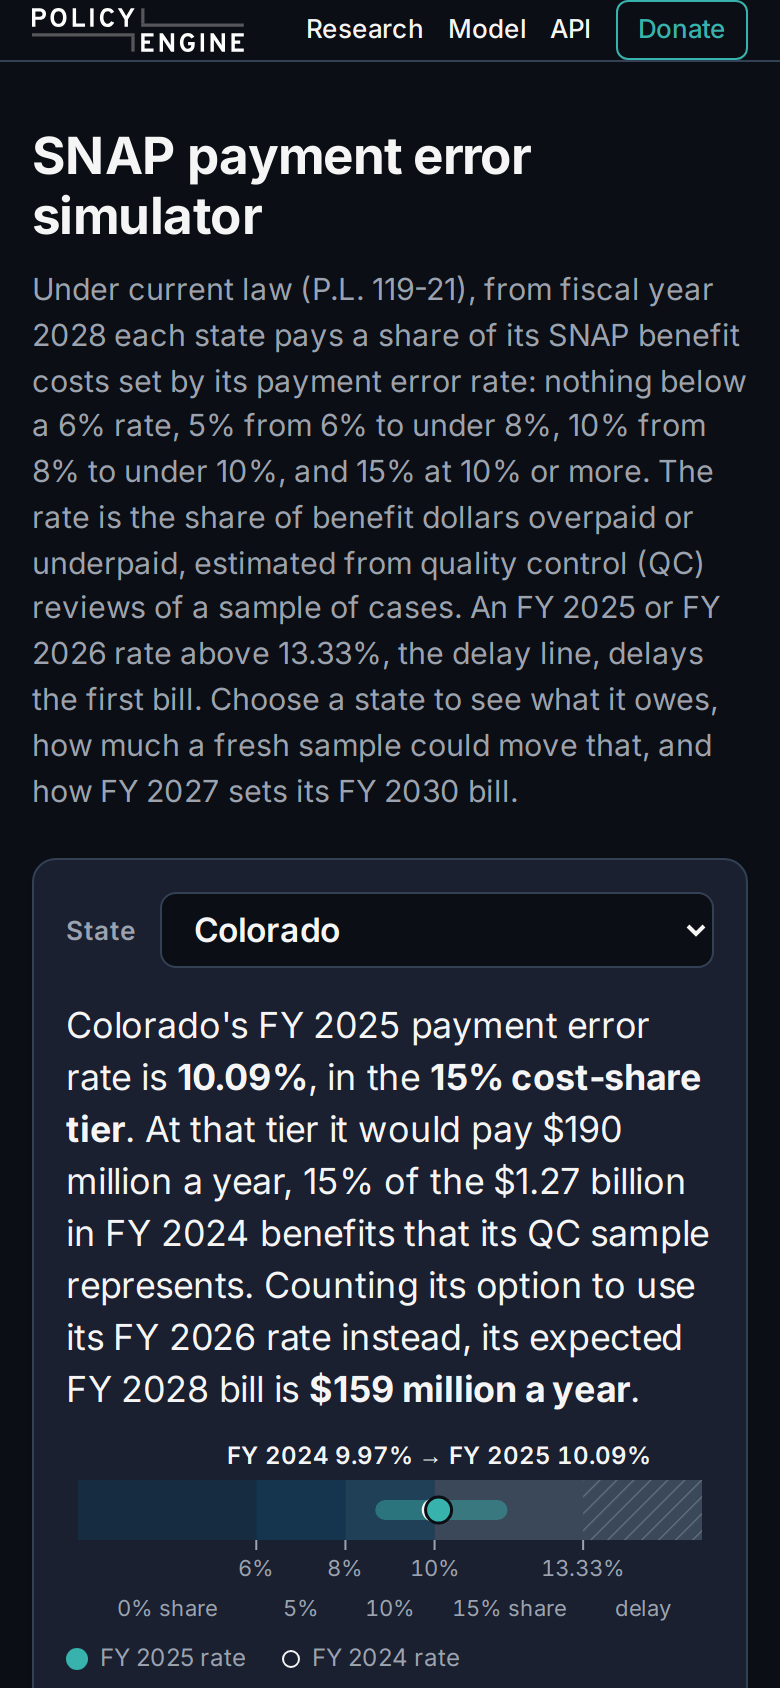 POLICY ENGINE
Research Model API Donate
SNAP payment error
simulator
Under current law (P.L. 119-21), from fiscal year
2028 each state pays a share of its SNAP benefit
costs set by its payment error rate: nothing below
a 6% rate, 5% from 6% to under 8%, 10% from
8% to under 10%, and 15% at 10% or more. The
rate is the share of benefit dollars overpaid or
underpaid, estimated from quality control (QC)
reviews of a sample of cases. An FY 2025 or FY
2026 rate above 13.33%, the delay line, delays
the first bill. Choose a state to see what it owes,
how much a fresh sample could move that, and
how FY 2027 sets its FY 2030 bill.
State Colorado
Colorado's FY 2025 payment error
rate is 10.09%, in the 15% cost-share
tier. At that tier it would pay $190
million a year, 15% of the $1.27 billion
in FY 2024 benefits that its QC sample
represents. Counting its option to use
its FY 2026 rate instead, its expected
FY 2028 bill is $159 million a year.
FY 2024 9.97% → FY 2025 10.09%
6% 8% 10% 13.33%
0% share 5% 10% 15% share delay
FY 2025 rate FY 2024 rate